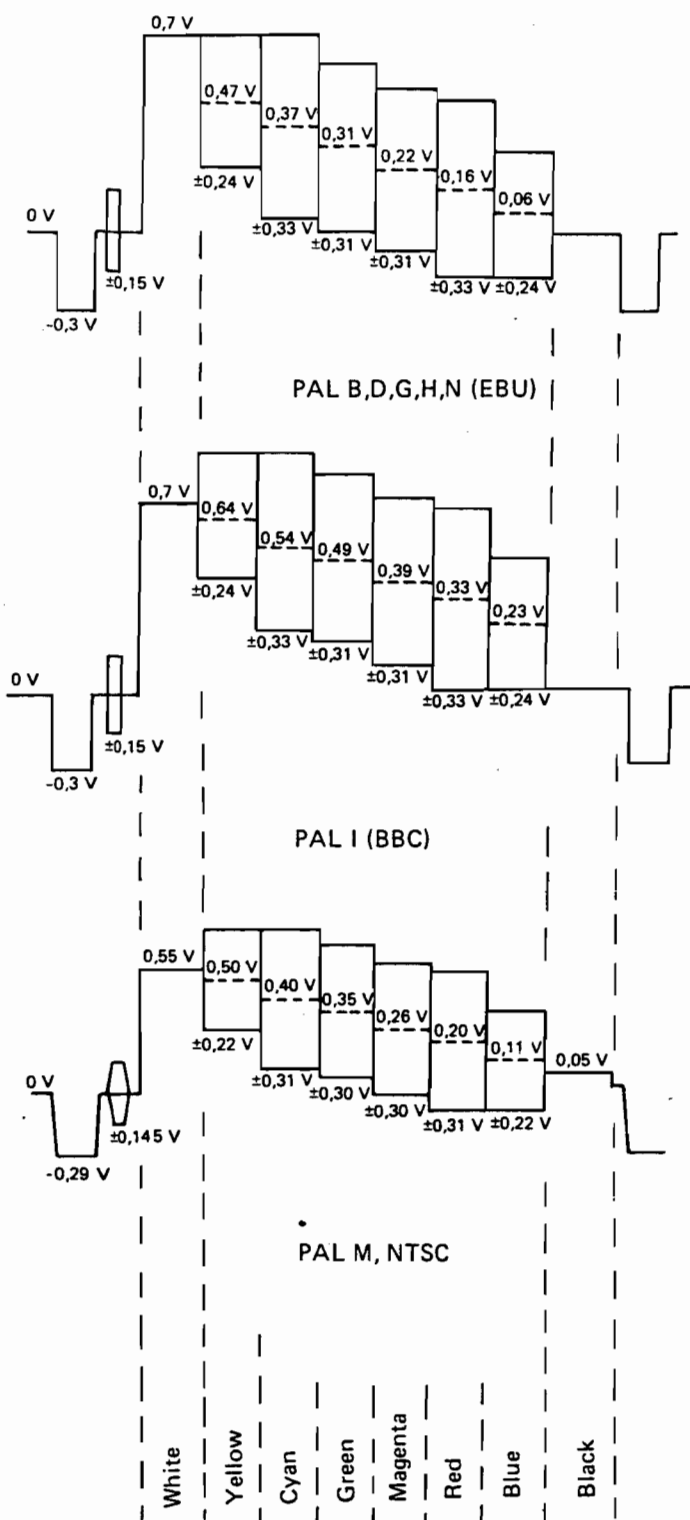 0,7 V
0,47 V
0,37 V
0,31 V
0,22 V
0,16 V
0,06 V
0 V
±0,24 V
±0,33 V
±0,31 V
±0,31 V
±0,33 V
±0,24 V
±0,15 V
-0,3 V
PAL B,D,G,H,N (EBU)
0,7 V
0,64 V
0,54 V
0,49 V
0,39 V
0,33 V
0,23 V
0 V
±0,24 V
±0,33 V
±0,31 V
±0,31 V
±0,33 V
±0,24 V
±0,15 V
-0,3 V
PAL I (BBC)
0,55 V
0,50 V
0,40 V
0,35 V
0,26 V
0,20 V
0,11 V
0,05 V
0 V
±0,22 V
±0,31 V
±0,30 V
±0,30 V
±0,31 V
±0,22 V
±0,145 V
-0,29 V
PAL M, NTSC
White
Yellow
Cyan
Green
Magenta
Red
Blue
Black